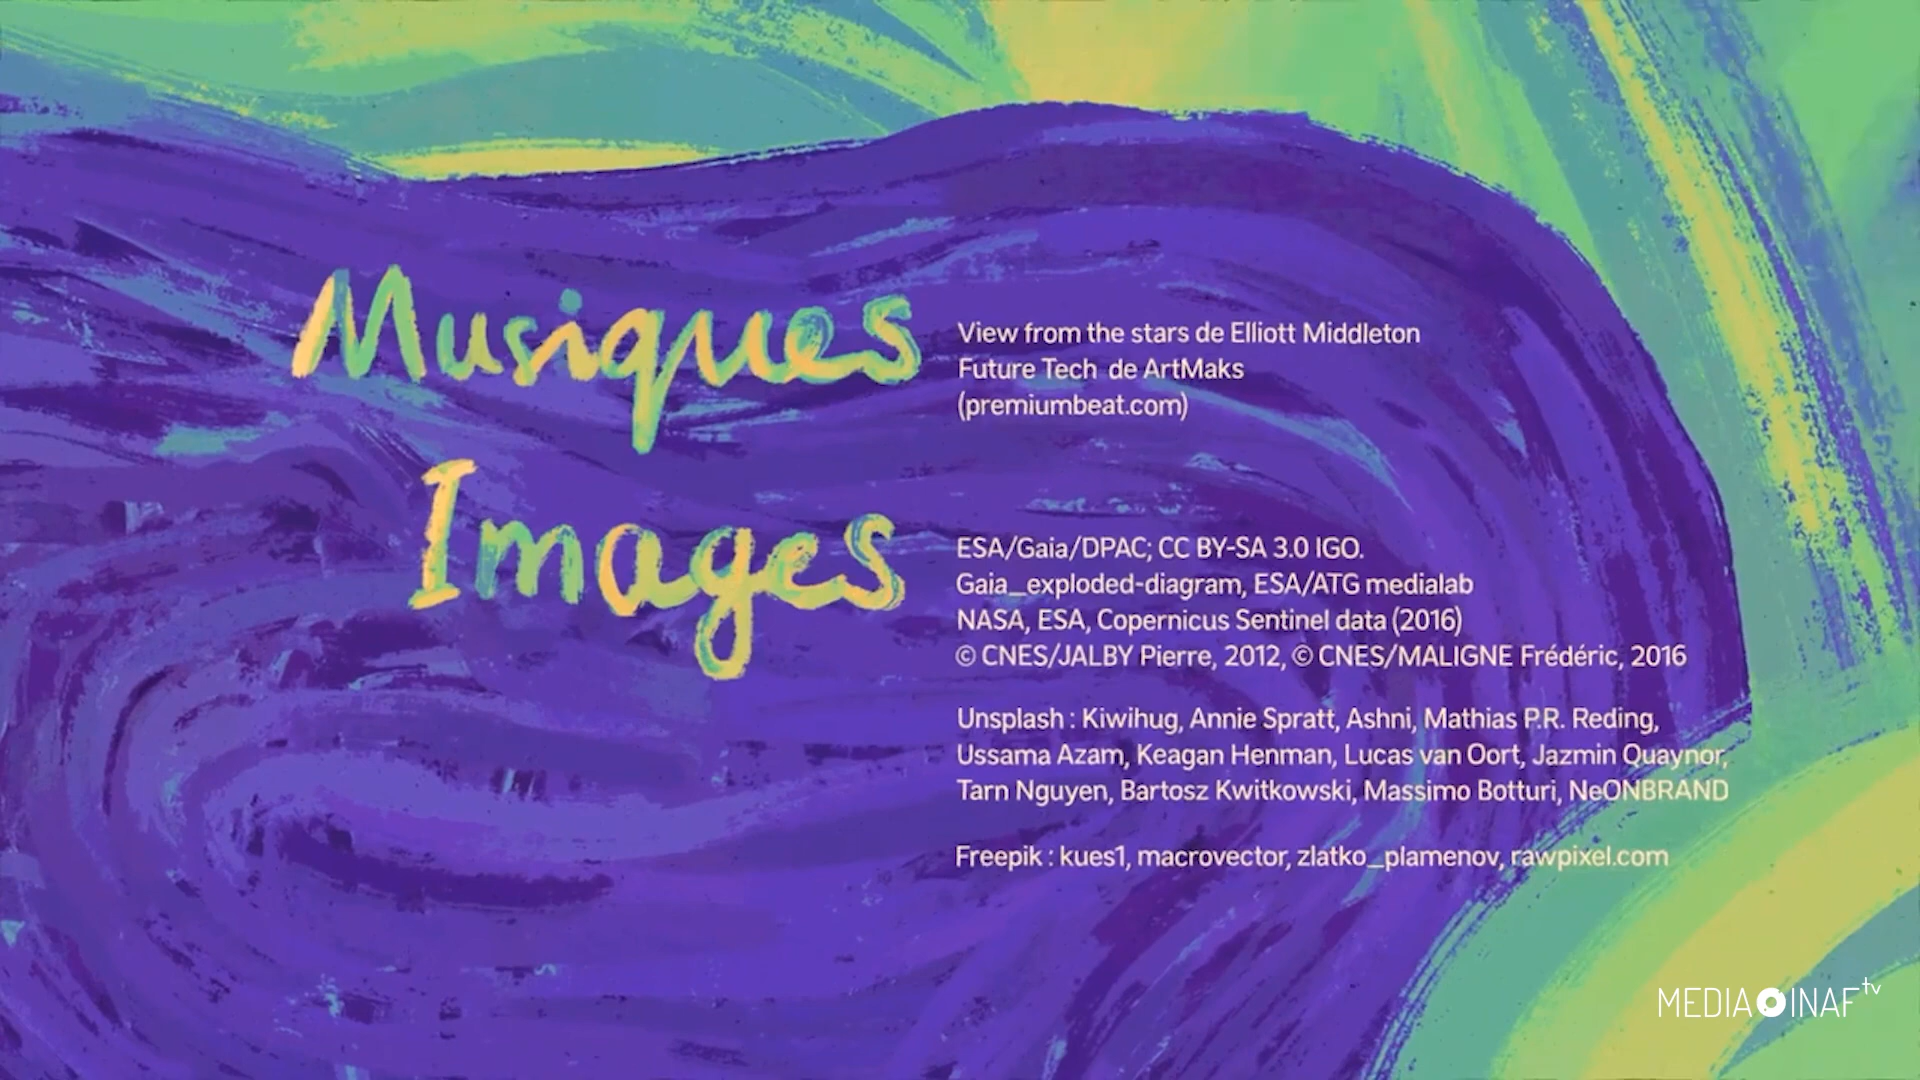 Musiques
View from the stars de Elliott Middleton
Future Tech de ArtMaks
(premiumbeat.com)
Images
ESA/Gaia/DPAC; CC BY-SA 3.0 IGO.
Gaia_exploded-diagram, ESA/ATG medialab
NASA, ESA, Copernicus Sentinel data (2016)
© CNES/JALBY Pierre, 2012, © CNES/MALIGNE Frédéric, 2016
Unsplash : Kiwihug, Annie Spratt, Ashni, Mathias P.R. Reding,
Ussama Azam, Keagan Henman, Lucas van Oort, Jazmin Quaynor,
Tarn Nguyen, Bartosz Kwitkowski, Massimo Botturi, NeONBRAND
Freepik : kues1, macrovector, zlatko_plamenov, rawpixel.com
MEDIA INAF tv